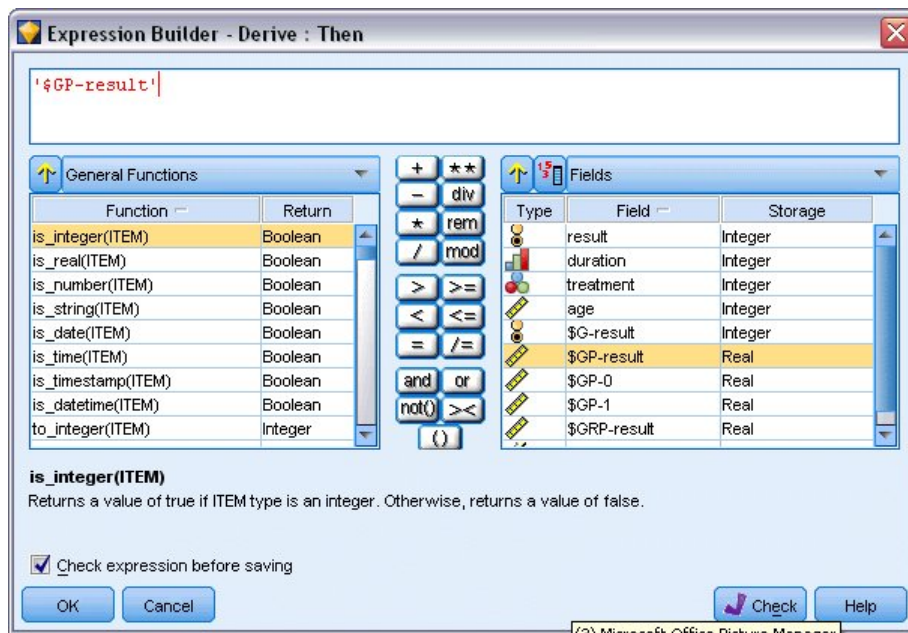 Expression Builder - Derive : Then
'$GP-result'
General Functions
Function Return
is_integer(ITEM) Boolean
is_real(ITEM) Boolean
is_number(ITEM) Boolean
is_string(ITEM) Boolean
is_date(ITEM) Boolean
is_time(ITEM) Boolean
is_timestamp(ITEM) Boolean
is_datetime(ITEM) Boolean
to_integer(ITEM) Integer
+ **
- div
* rem
/ mod
> >=
< <=
= /=
and or
not() ><
()
Fields
Type Field Storage
result Integer
duration Integer
treatment Integer
age Integer
$G-result Integer
$GP-result Real
$GP-0 Real
$GP-1 Real
$GRP-result Real
is_integer(ITEM)
Returns a value of true if ITEM type is an integer. Otherwise, returns a value of false.
Check expression before saving
OK Cancel Check Help
Microsoft Office Picture Manager